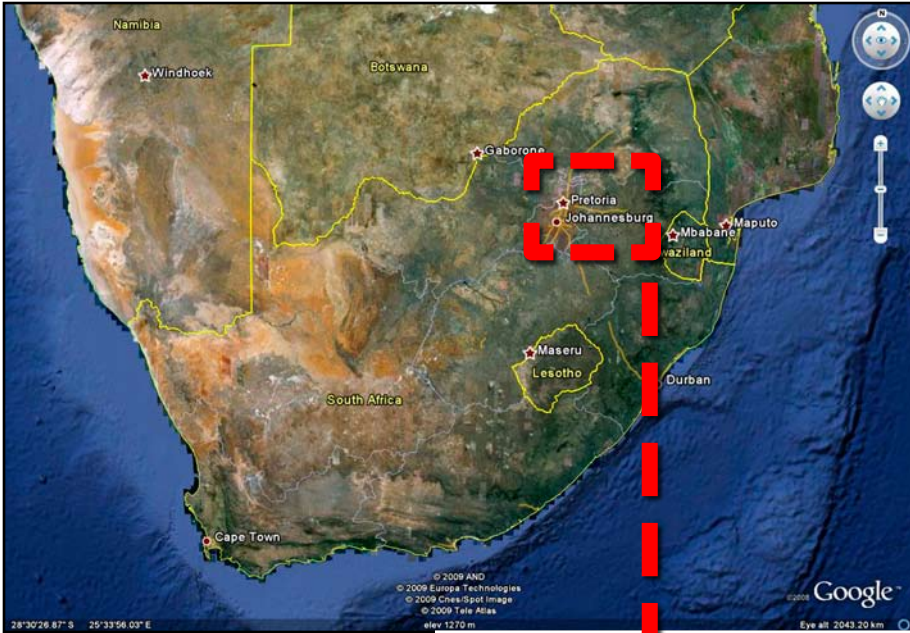 Namibia
N
Windhoek
Botswana
Gaborone
Pretoria
Johannesburg
Maputo
Mbabane
waziland
Maseru
Lesotho
Durban
South Africa
Cape Town
© 2009 AND
© 2009 Europa Technologies
© 2009 Cnes/Spot Image
© 2009 Tele Atlas
©2008 Google™
28°30'26.87" S 25°33'56.03" E
elev 1270 m
Eye alt 2043.20 km